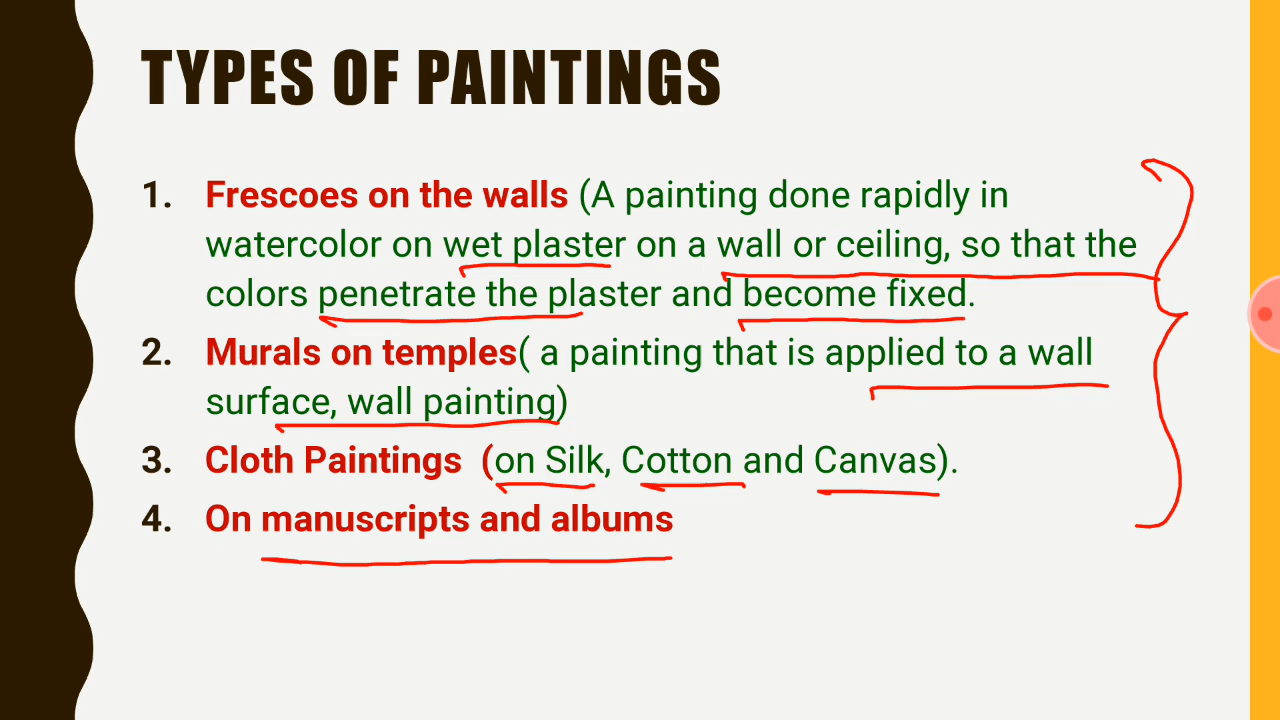 TYPES OF PAINTINGS
1. Frescoes on the walls (A painting done rapidly in
watercolor on wet plaster on a wall or ceiling, so that the
colors penetrate the plaster and become fixed.
2. Murals on temples( a painting that is applied to a wall
surface, wall painting)
3. Cloth Paintings (on Silk, Cotton and Canvas).
4. On manuscripts and albums